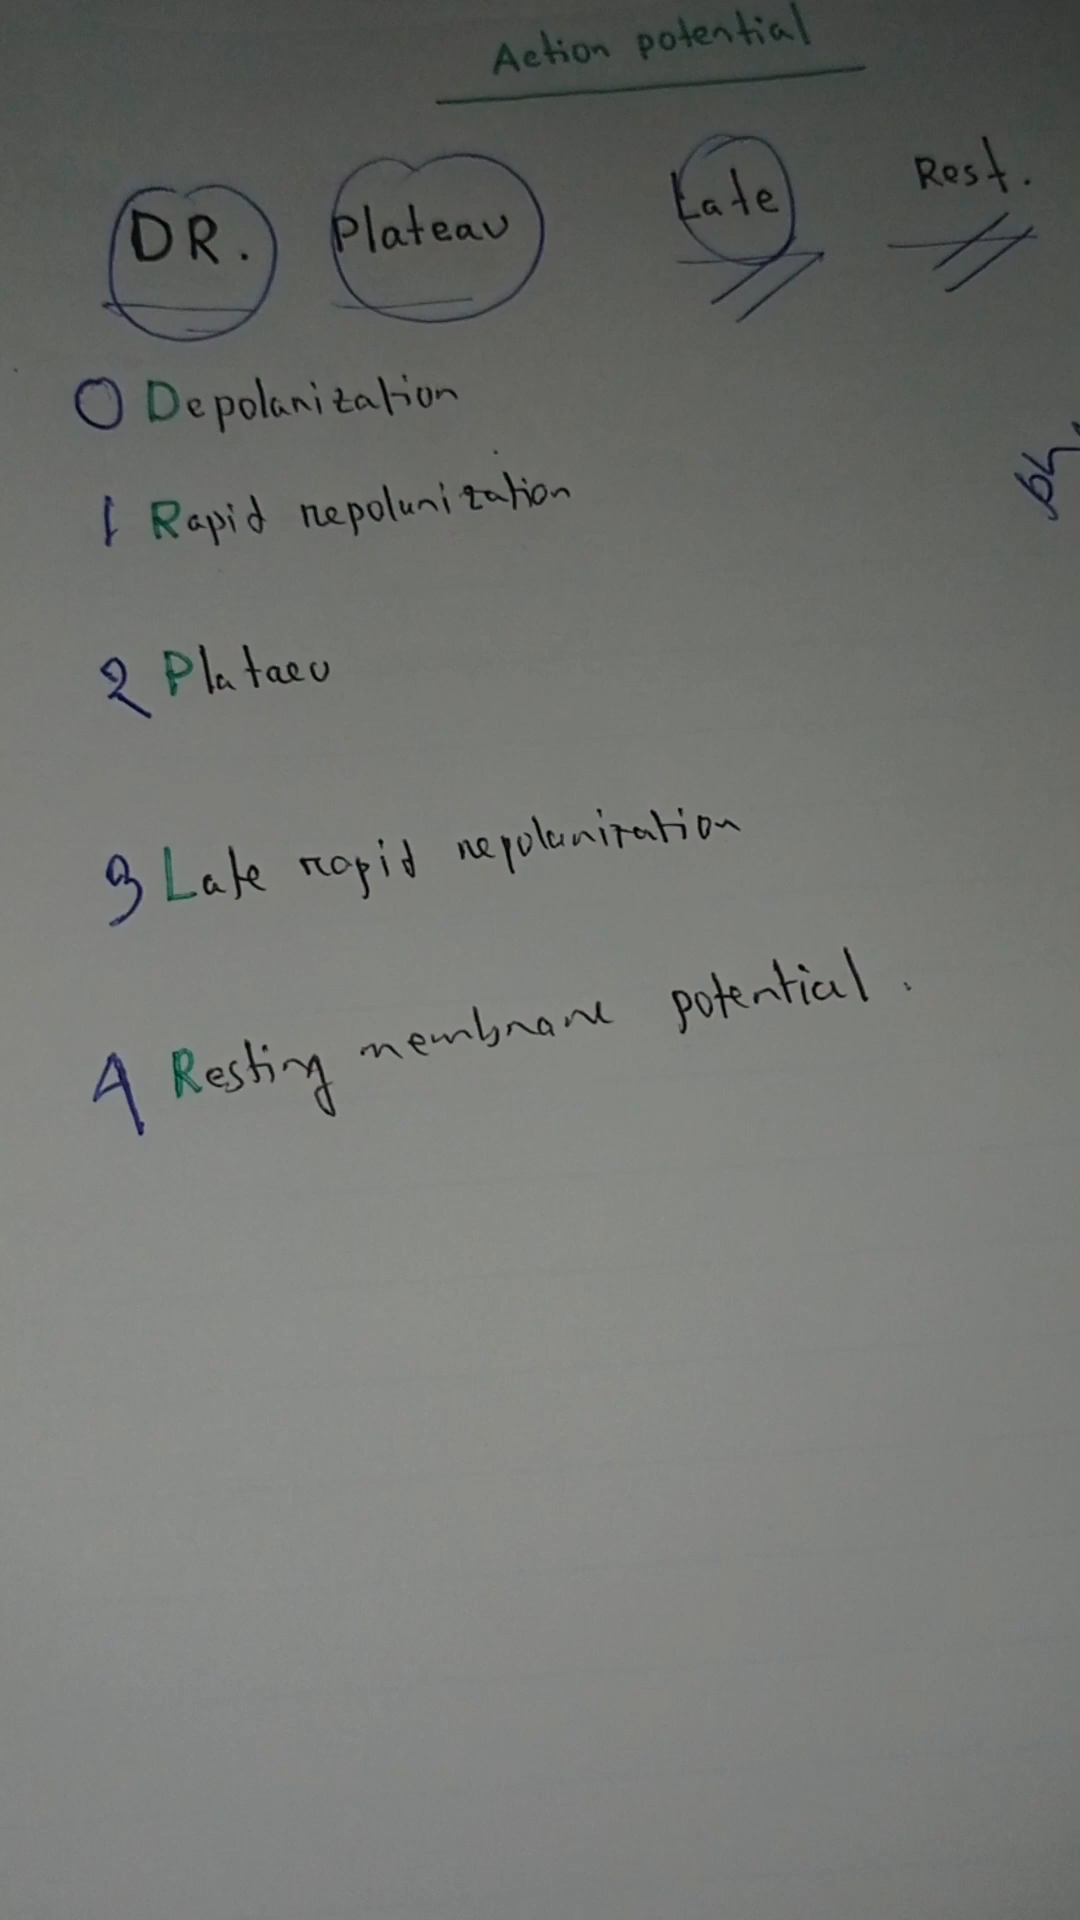 Action potential
DR. Plateau Late Rest.
0 Depolarization
1 Rapid repolarization
2 Plataeu
3 Late rapid repolarization
4 Resting membrane potential.